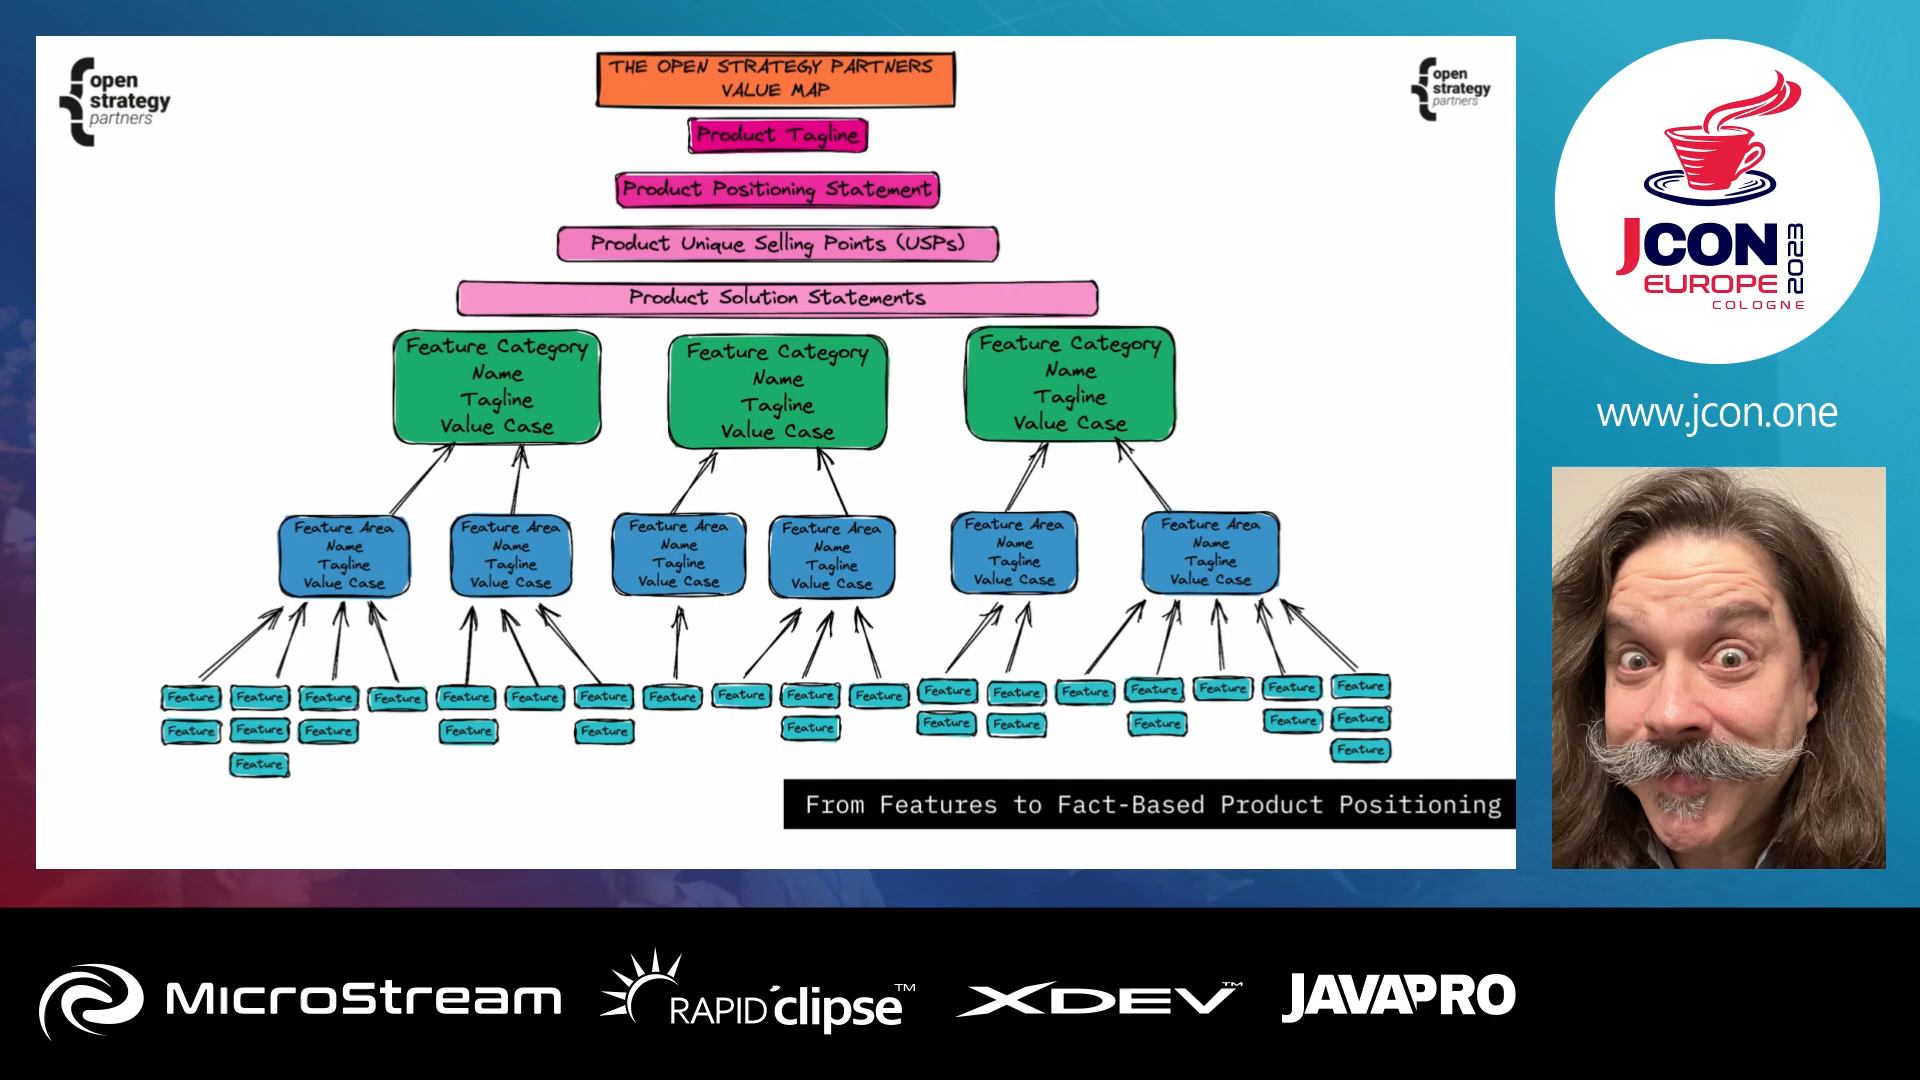 open
strategy
partners
THE OPEN STRATEGY PARTNERS
VALUE MAP
open
strategy
partners
Product Tagline
Product Positioning Statement
Product Unique Selling Points (USPs)
Product Solution Statements
Feature Category
Name
Tagline
Value Case
Feature Category
Name
Tagline
Value Case
Feature Category
Name
Tagline
Value Case
Feature Area
Name
Tagline
Value Case
Feature Area
Name
Tagline
Value Case
Feature Area
Name
Tagline
Value Case
Feature Area
Name
Tagline
Value Case
Feature Area
Name
Tagline
Value Case
Feature Area
Name
Tagline
Value Case
Feature Feature Feature Feature Feature Feature Feature Feature Feature Feature Feature Feature Feature Feature Feature Feature Feature Feature
Feature Feature Feature Feature Feature Feature Feature Feature Feature Feature Feature
Feature Feature
From Features to Fact-Based Product Positioning
JCON
EUROPE
2023
COLOGNE
www.jcon.one
MicroStream
RAPID'clipse™
XDEV™
JAVAPRO